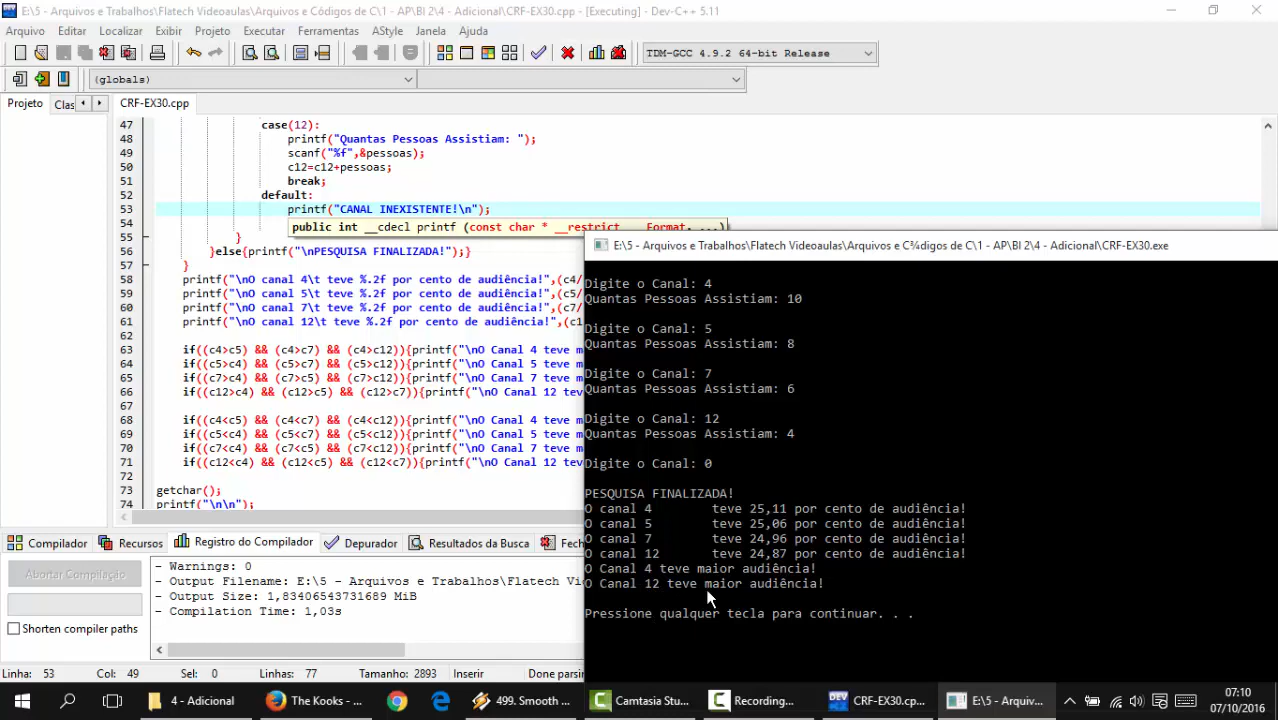 E:\5 - Arquivos e Trabalhos\Flatech Videoaulas\Arquivos e Códigos de C\1 - AP\BI 2\4 - Adicional\CRF-EX30.cpp - [Executing] - Dev-C++ 5.11
Arquivo Editar Localizar Exibir Projeto Executar Ferramentas AStyle Janela Ajuda
TDM-GCC 4.9.2 64-bit Release
(globals)
Projeto Clas CRF-EX30.cpp
47 case(12):
48 printf("Quantas Pessoas Assistiam: ");
49 scanf("%f",&pessoas);
50 c12=c12+pessoas;
51 break;
52 default:
53 printf("CANAL INEXISTENTE!\n");
54 public int __cdecl printf (const char * __restrict__ _Format, ...)
55 }
56 }else{printf("\nPESQUISA FINALIZADA!");}
57 }
58 printf("\nO canal 4\t teve %.2f por cento de audiência!",(c4/
59 printf("\nO canal 5\t teve %.2f por cento de audiência!",(c5/
60 printf("\nO canal 7\t teve %.2f por cento de audiência!",(c7/
61 printf("\nO canal 12\t teve %.2f por cento de audiência!",(c1
62
63 if((c4>c5) && (c4>c7) && (c4>c12)){printf("\nO Canal 4 teve m
64 if((c5>c4) && (c5>c7) && (c5>c12)){printf("\nO Canal 5 teve m
65 if((c7>c4) && (c7>c5) && (c7>c12)){printf("\nO Canal 7 teve m
66 if((c12>c4) && (c12>c5) && (c12>c7)){printf("\nO Canal 12 tev
67
68 if((c4<c5) && (c4<c7) && (c4<c12)){printf("\nO Canal 4 teve m
69 if((c5<c4) && (c5<c7) && (c5<c12)){printf("\nO Canal 5 teve m
70 if((c7<c4) && (c7<c5) && (c7<c12)){printf("\nO Canal 7 teve m
71 if((c12<c4) && (c12<c5) && (c12<c7)){printf("\nO Canal 12 tev
72
73 getchar();
74 printf("\n\n");
E:\5 - Arquivos e Trabalhos\Flatech Videoaulas\Arquivos e C¾digos de C\1 - AP\BI 2\4 - Adicional\CRF-EX30.exe
Digite o Canal: 4
Quantas Pessoas Assistiam: 10
Digite o Canal: 5
Quantas Pessoas Assistiam: 8
Digite o Canal: 7
Quantas Pessoas Assistiam: 6
Digite o Canal: 12
Quantas Pessoas Assistiam: 4
Digite o Canal: 0
PESQUISA FINALIZADA!
O canal 4 teve 25,11 por cento de audiência!
O canal 5 teve 25,06 por cento de audiência!
O canal 7 teve 24,96 por cento de audiência!
O canal 12 teve 24,87 por cento de audiência!
O Canal 4 teve maior audiência!
O Canal 12 teve maior audiência!
Pressione qualquer tecla para continuar. . .
Compilador Recursos Registro do Compilador Depurador Resultados da Busca Fech
Abortar Compilação
Shorten compiler paths
- Warnings: 0
- Output Filename: E:\5 - Arquivos e Trabalhos\Flatech Vi
- Output Size: 1,83406543731689 MiB
- Compilation Time: 1,03s
Linha: 53 Col: 49 Sel: 0 Linhas: 77 Tamanho: 2893 Inserir Done parsin
4 - Adicional The Kooks - ... 499. Smooth ... Camtasia Stu... Recording... DEV CRF-EX30.cp... E:\5 - Arquiv...
07:10
07/10/2016